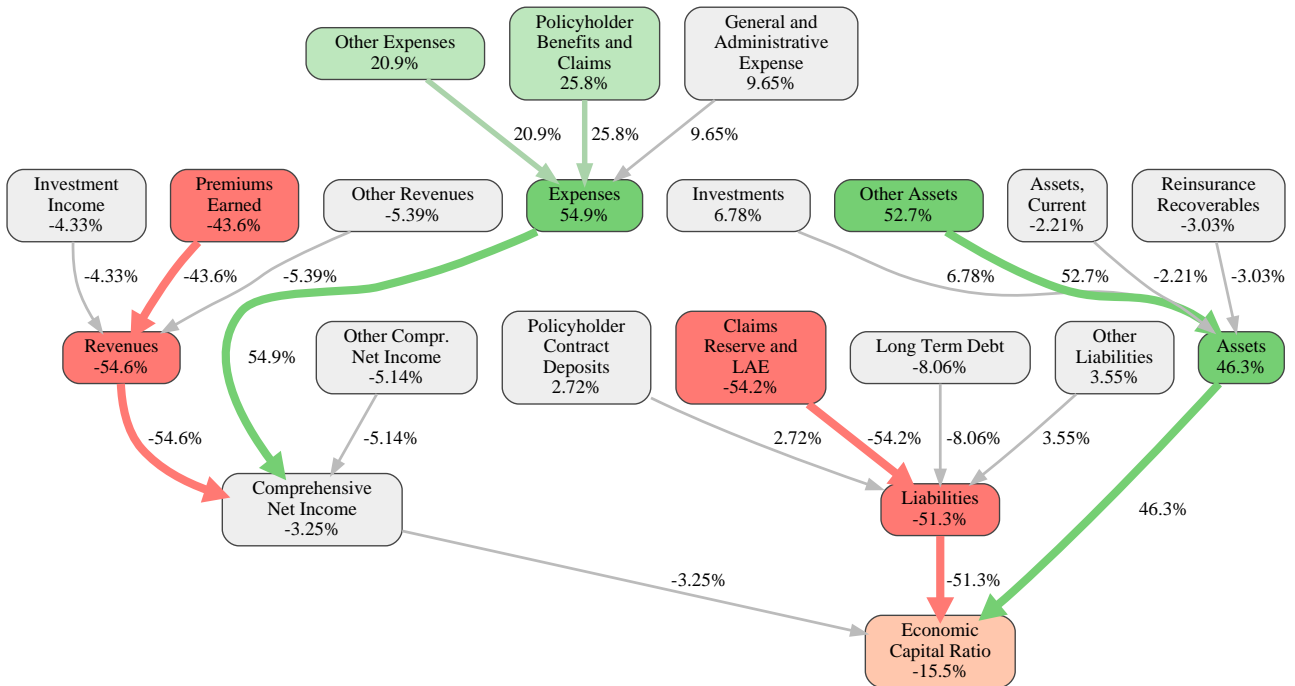 Other Expenses
20.9%
Policyholder
Benefits and
Claims
25.8%
General and
Administrative
Expense
9.65%
20.9%
25.8%
9.65%
Investment
Income
-4.33%
Premiums
Earned
-43.6%
Other Revenues
-5.39%
Expenses
54.9%
Investments
6.78%
Other Assets
52.7%
Assets,
Current
-2.21%
Reinsurance
Recoverables
-3.03%
-4.33%
-43.6%
-5.39%
6.78%
52.7%
-2.21%
-3.03%
Revenues
-54.6%
54.9%
Other Compr.
Net Income
-5.14%
Policyholder
Contract
Deposits
2.72%
Claims
Reserve and
LAE
-54.2%
Long Term Debt
-8.06%
Other
Liabilities
3.55%
Assets
46.3%
-54.6%
-5.14%
2.72%
-54.2%
-8.06%
3.55%
Comprehensive
Net Income
-3.25%
Liabilities
-51.3%
46.3%
-3.25%
-51.3%
Economic
Capital Ratio
-15.5%